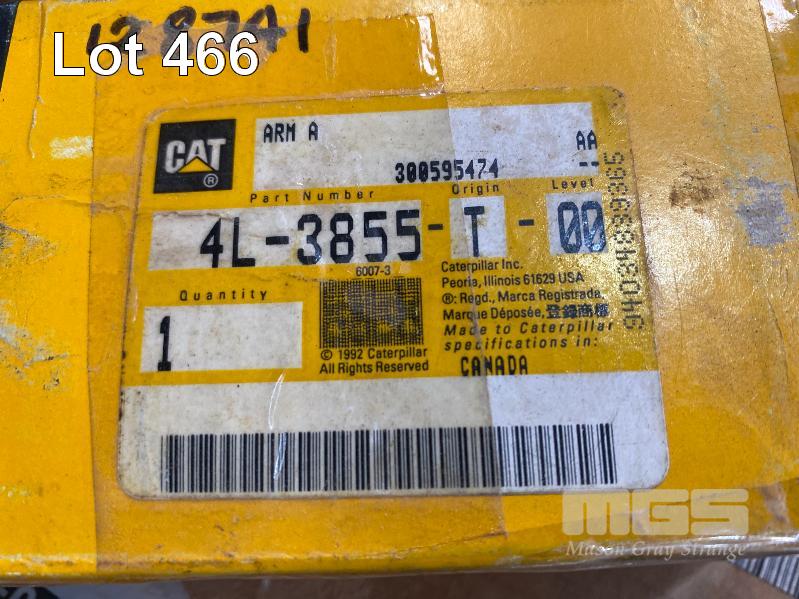 128741
Lot 466
CAT
®
ARM A
AA
300595474
--
Part Number
Origin
Level
4L-3855-T-00
6007-3
Quantity
1
© 1992 Caterpillar
All Rights Reserved
Caterpillar Inc.
Peoria, Illinois 61629 USA
®: Regd., Marca Registrada,
Marque Déposée, 登録商標
Made to Caterpillar
specifications in:
CANADA
MGS
Mason Gray Strange